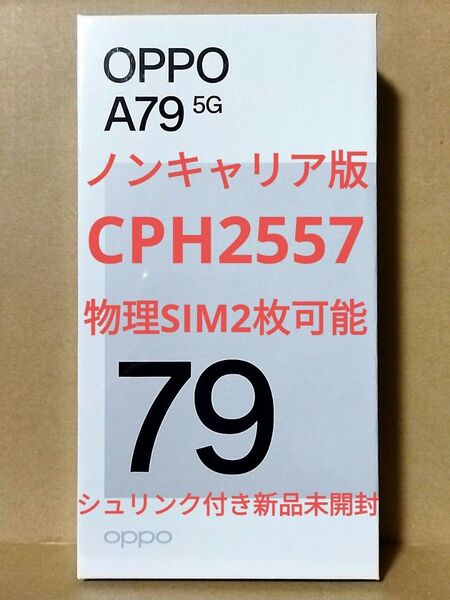 OPPO
A79 5G
ノンキャリア版
CPH2557
物理SIM2枚可能
79
シュリンク付き新品未開封
oppo